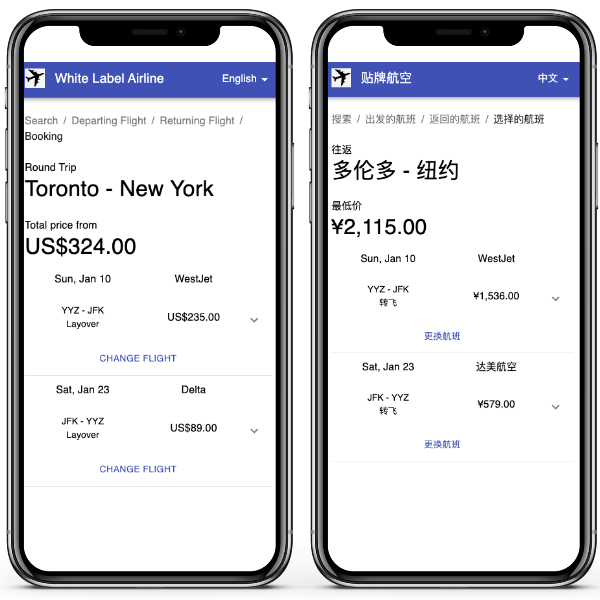 White Label Airline
English
Search / Departing Flight / Returning Flight /
Booking
Round Trip
Toronto - New York
Total price from
US$324.00
Sun, Jan 10
WestJet
YYZ - JFK
Layover
US$235.00
CHANGE FLIGHT
Sat, Jan 23
Delta
JFK - YYZ
Layover
US$89.00
CHANGE FLIGHT
贴牌航空
中文
搜索 / 出发的航班 / 返回的航班 / 选择的航班
往返
多伦多 - 纽约
最低价
¥2,115.00
Sun, Jan 10
WestJet
YYZ - JFK
转飞
¥1,536.00
更换航班
Sat, Jan 23
达美航空
JFK - YYZ
转飞
¥579.00
更换航班